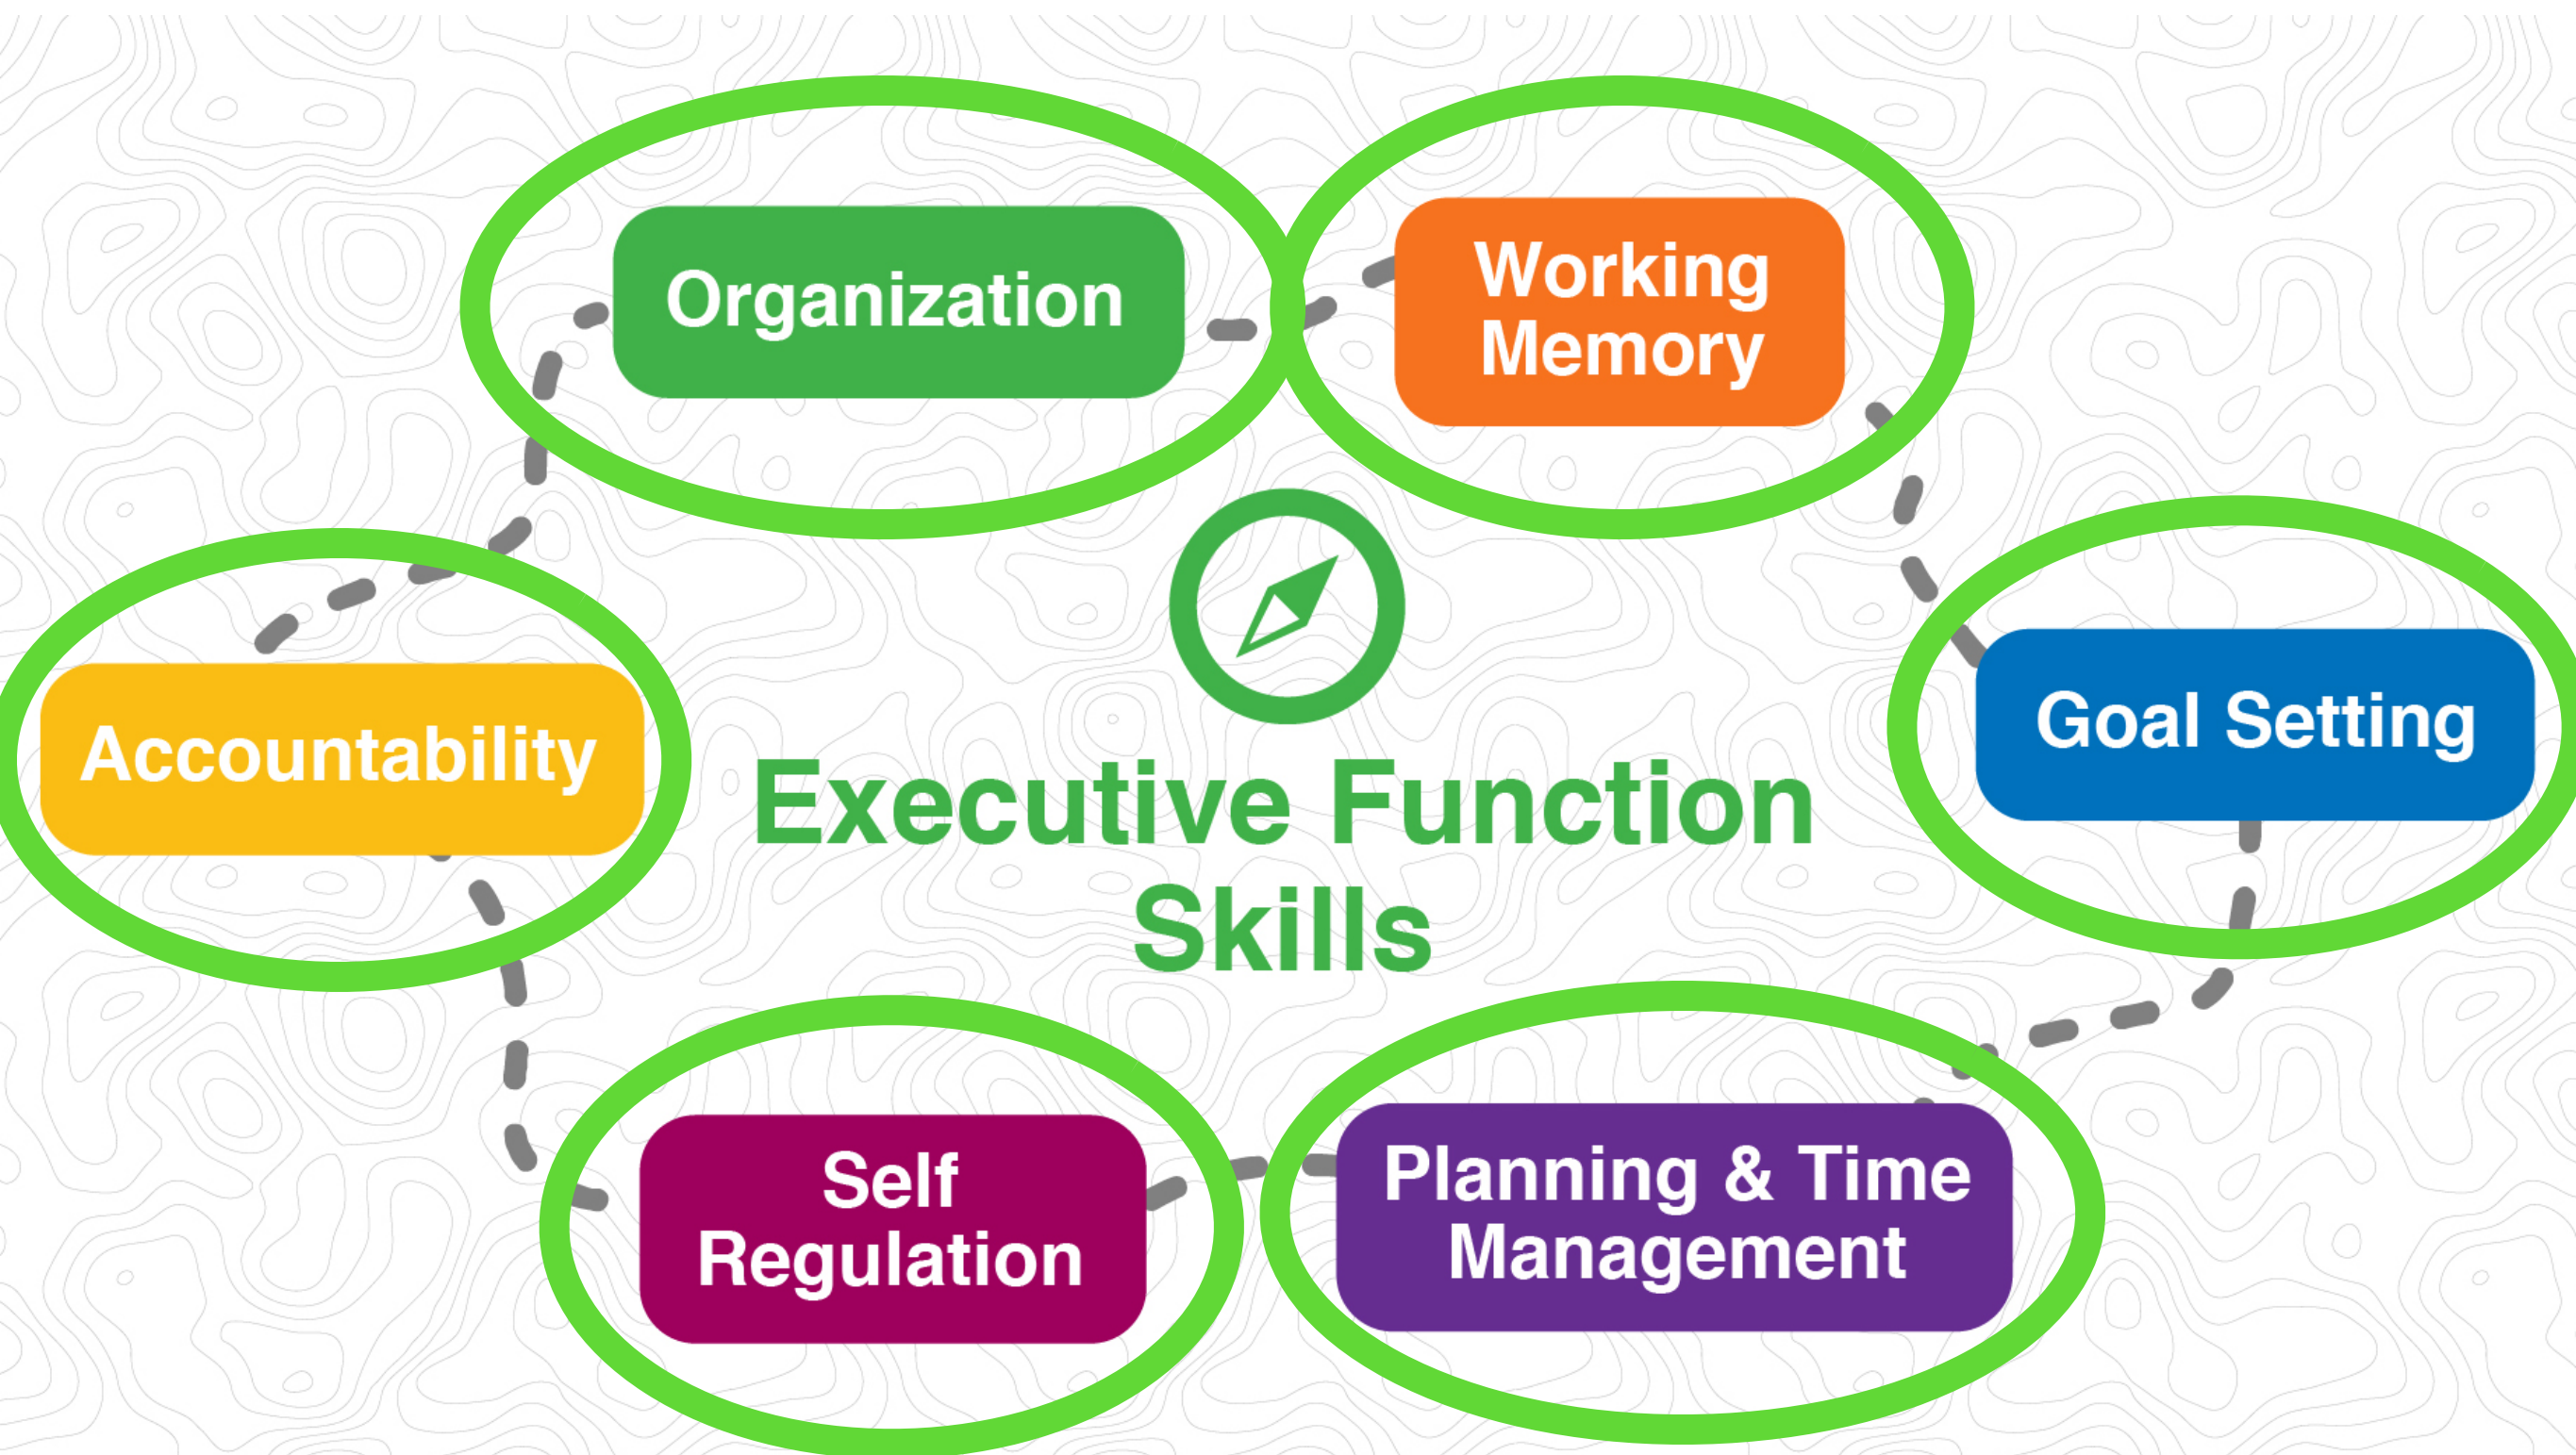 Organization
Working
Memory
Accountability
Goal Setting
Executive Function
Skills
Self
Regulation
Planning & Time
Management